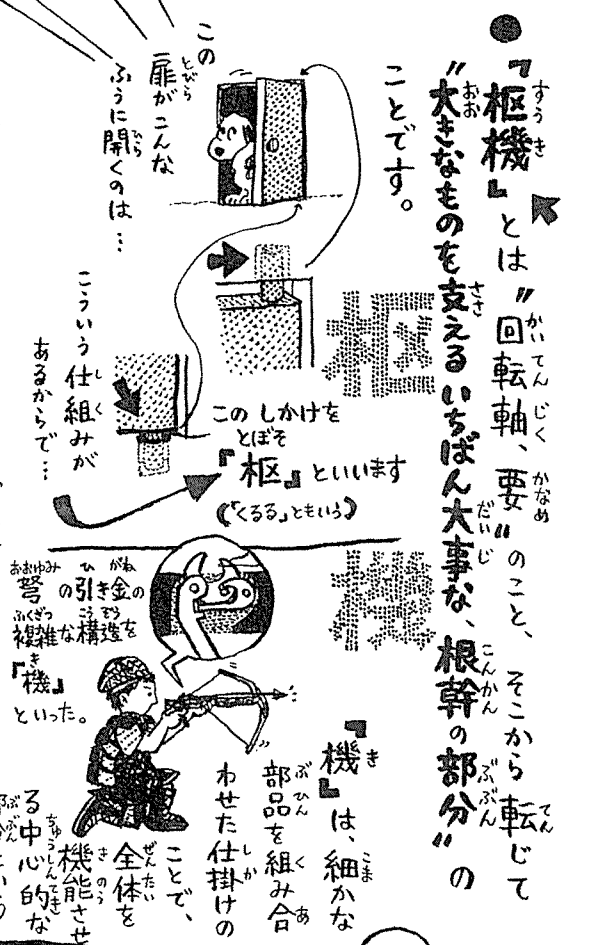 ●『枢機』とは〝回転軸、要〟のこと、そこから転じて
〝大きなものを支えるいちばん大事な、根幹の部分〟の
ことです。
枢
この
扉がこんな
ふうに開くのは…
こういう仕組みが
あるからで…
このしかけを
『枢』といいます
(「くるる」ともいう)
機
弩の引き金の
複雑な構造を
『機』
といった。
『機』は、細かな
部品を組み合
わせた仕掛けの
ことで、
全体を
機能させ
る中心的な